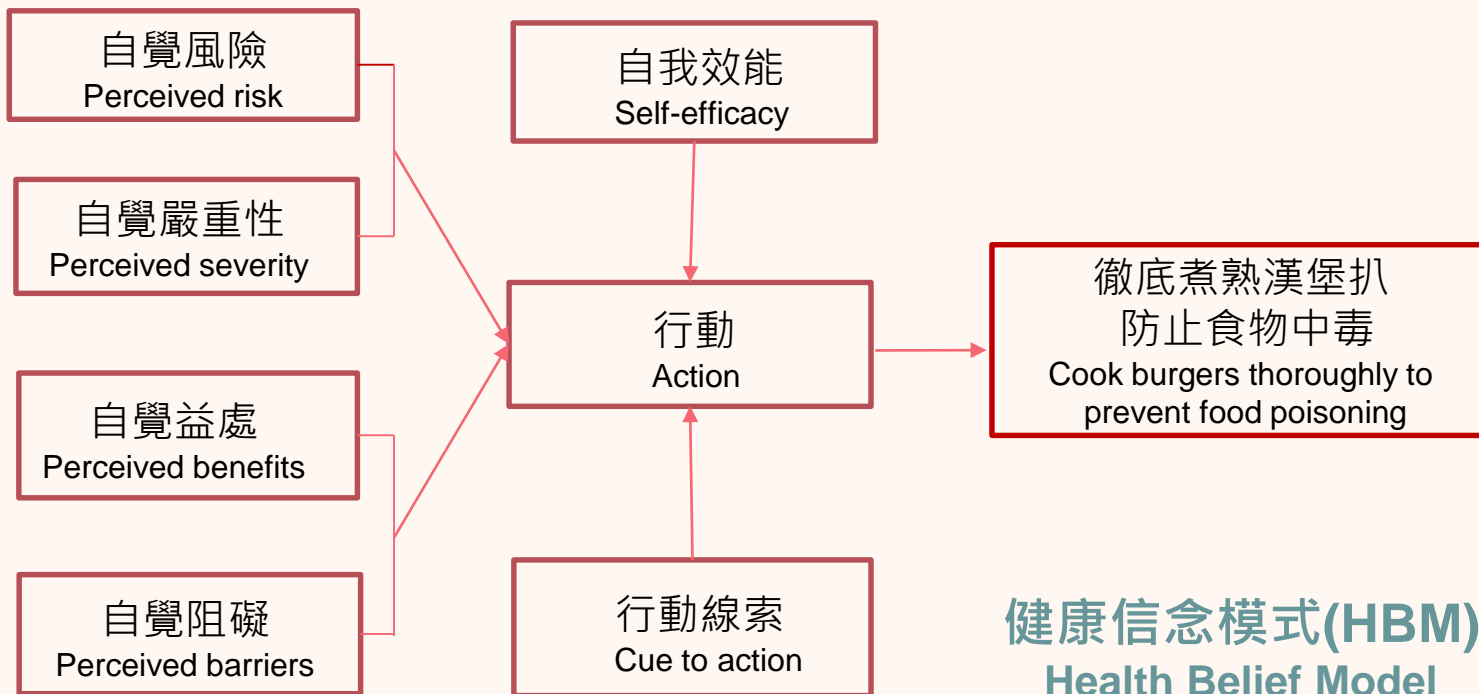 自覺風險
Perceived risk
自我效能
Self-efficacy
自覺嚴重性
Perceived severity
行動
Action
徹底煮熟漢堡扒
防止食物中毒
Cook burgers thoroughly to
prevent food poisoning
自覺益處
Perceived benefits
自覺阻礙
Perceived barriers
行動線索
Cue to action
健康信念模式(HBM)
Health Belief Model